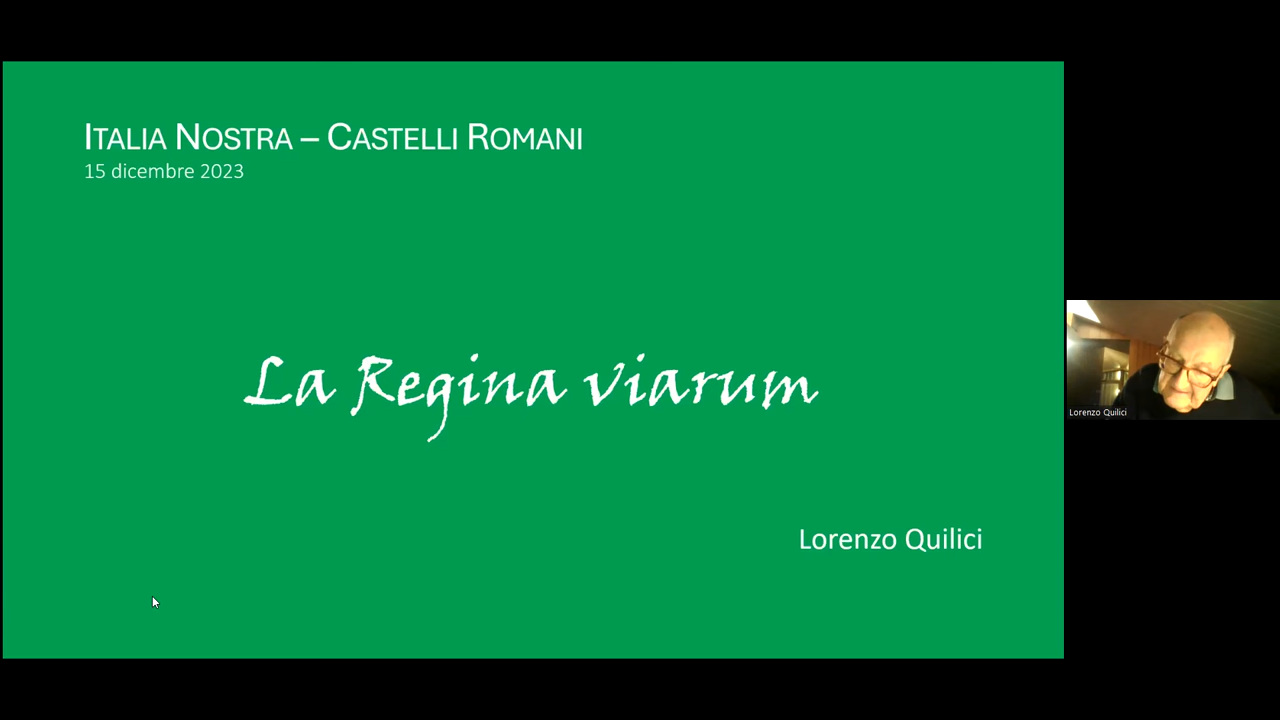 ITALIA NOSTRA – CASTELLI ROMANI
15 dicembre 2023
La Regina viarum
Lorenzo Quilici
Lorenzo Quilici